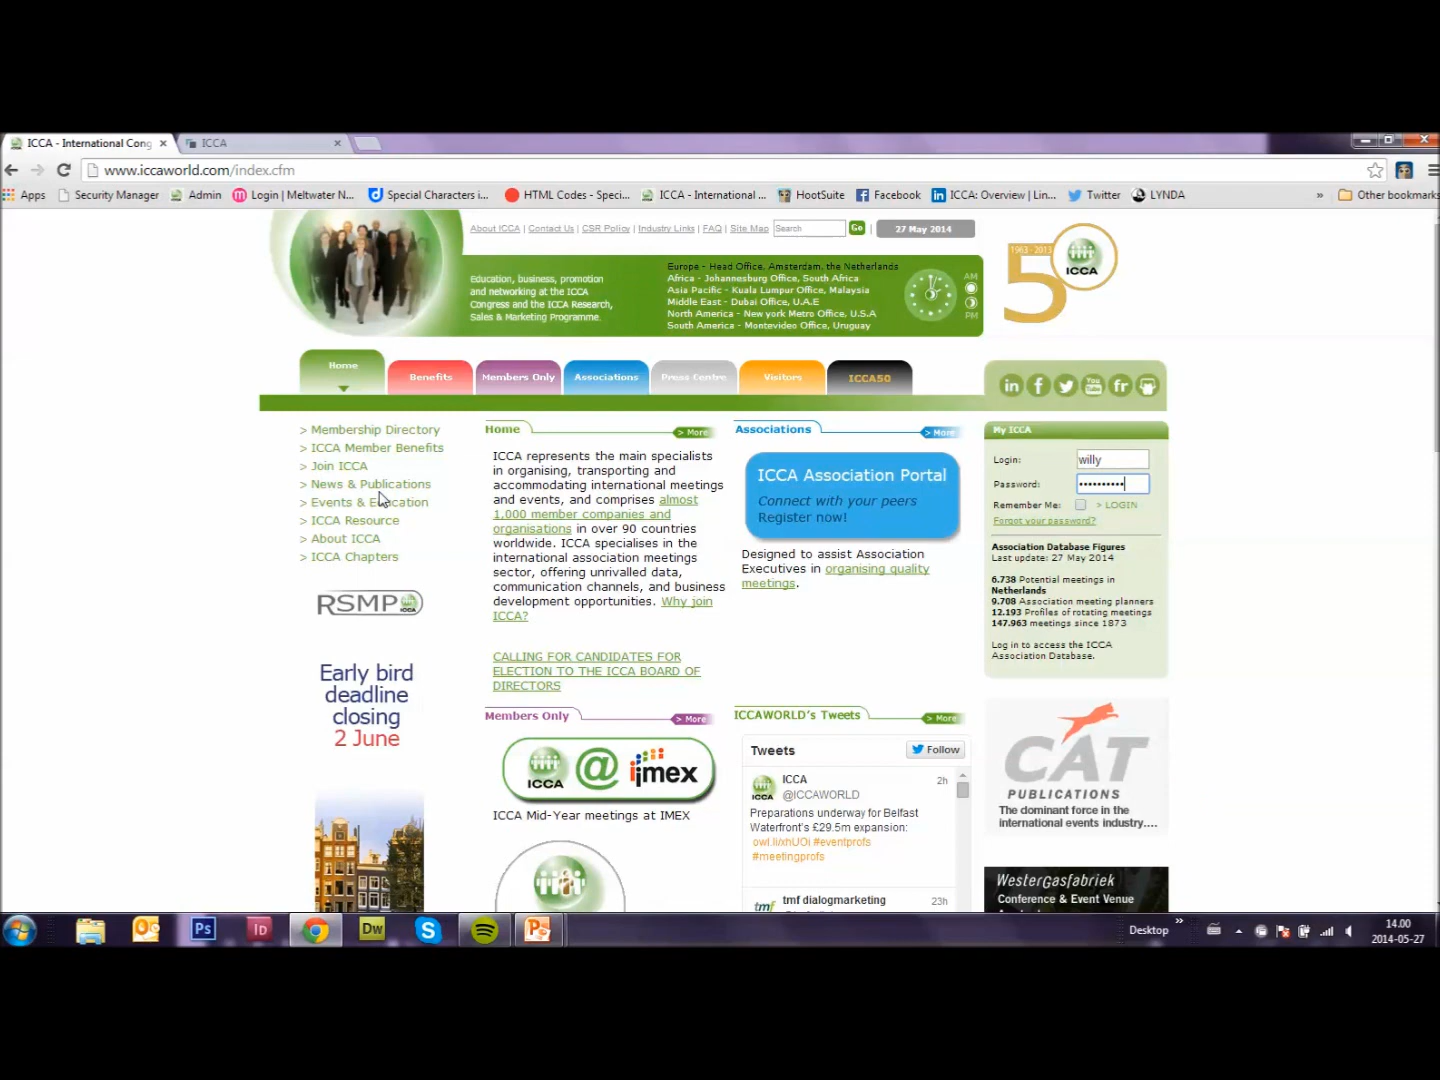 ICCA - International Cong
ICCA
www.iccaworld.com/index.cfm
Apps
Security Manager
Admin
Login | Meltwater N...
Special Characters i...
HTML Codes - Speci...
ICCA - International ...
HootSuite
Facebook
ICCA: Overview | Lin...
Twitter
LYNDA
»
Other bookmarks
About ICCA | Contact Us | CSR Policy | Industry Links | FAQ | Site Map
Search
Go
27 May 2014
Education, business, promotion
and networking at the ICCA
Congress and the ICCA Research,
Sales & Marketing Programme.
Europe - Head Office, Amsterdam, the Netherlands
Africa - Johannesburg Office, South Africa
Asia Pacific - Kuala Lumpur Office, Malaysia
Middle East - Dubai Office, U.A.E
North America - New york Metro Office, U.S.A
South America - Montevideo Office, Uruguay
AM
PM
1963 - 2013
5
ICCA
Home
Benefits
Members Only
Associations
Press Centre
Visitors
ICCA50
in
f
You
Tube
fr
> Membership Directory
> ICCA Member Benefits
> Join ICCA
> News & Publications
> Events & Education
> ICCA Resource
> About ICCA
> ICCA Chapters
RSMP
Early bird
deadline
closing
2 June
Home
> More
ICCA represents the main specialists
in organising, transporting and
accommodating international meetings
and events, and comprises almost
1,000 member companies and
organisations in over 90 countries
worldwide. ICCA specialises in the
international association meetings
sector, offering unrivalled data,
communication channels, and business
development opportunities. Why join
ICCA?
CALLING FOR CANDIDATES FOR
ELECTION TO THE ICCA BOARD OF
DIRECTORS
Members Only
> More
ICCA
@
imex
ICCA Mid-Year meetings at IMEX
Associations
> More
ICCA Association Portal
Connect with your peers
Register now!
Designed to assist Association
Executives in organising quality
meetings.
ICCAWORLD's Tweets
> More
Tweets
Follow
ICCA
2h
@ICCAWORLD
Preparations underway for Belfast
Waterfront's £29.5m expansion:
owl.li/xhUOi #eventprofs
#meetingprofs
tmf
tmf dialogmarketing
23h
My ICCA
Login:
willy
Password:
Remember Me:
> LOGIN
Forgot your password?
Association Database Figures
Last update: 27 May 2014
6.738 Potential meetings in
Netherlands
9.708 Association meeting planners
12.193 Profiles of rotating meetings
147.963 meetings since 1873
Log in to access the ICCA
Association Database.
CAT
PUBLICATIONS
The dominant force in the
international events industry....
WesterGasfabriek
Conference & Event Venue
Ps
Id
Dw
S
Desktop
»
14.00
2014-05-27